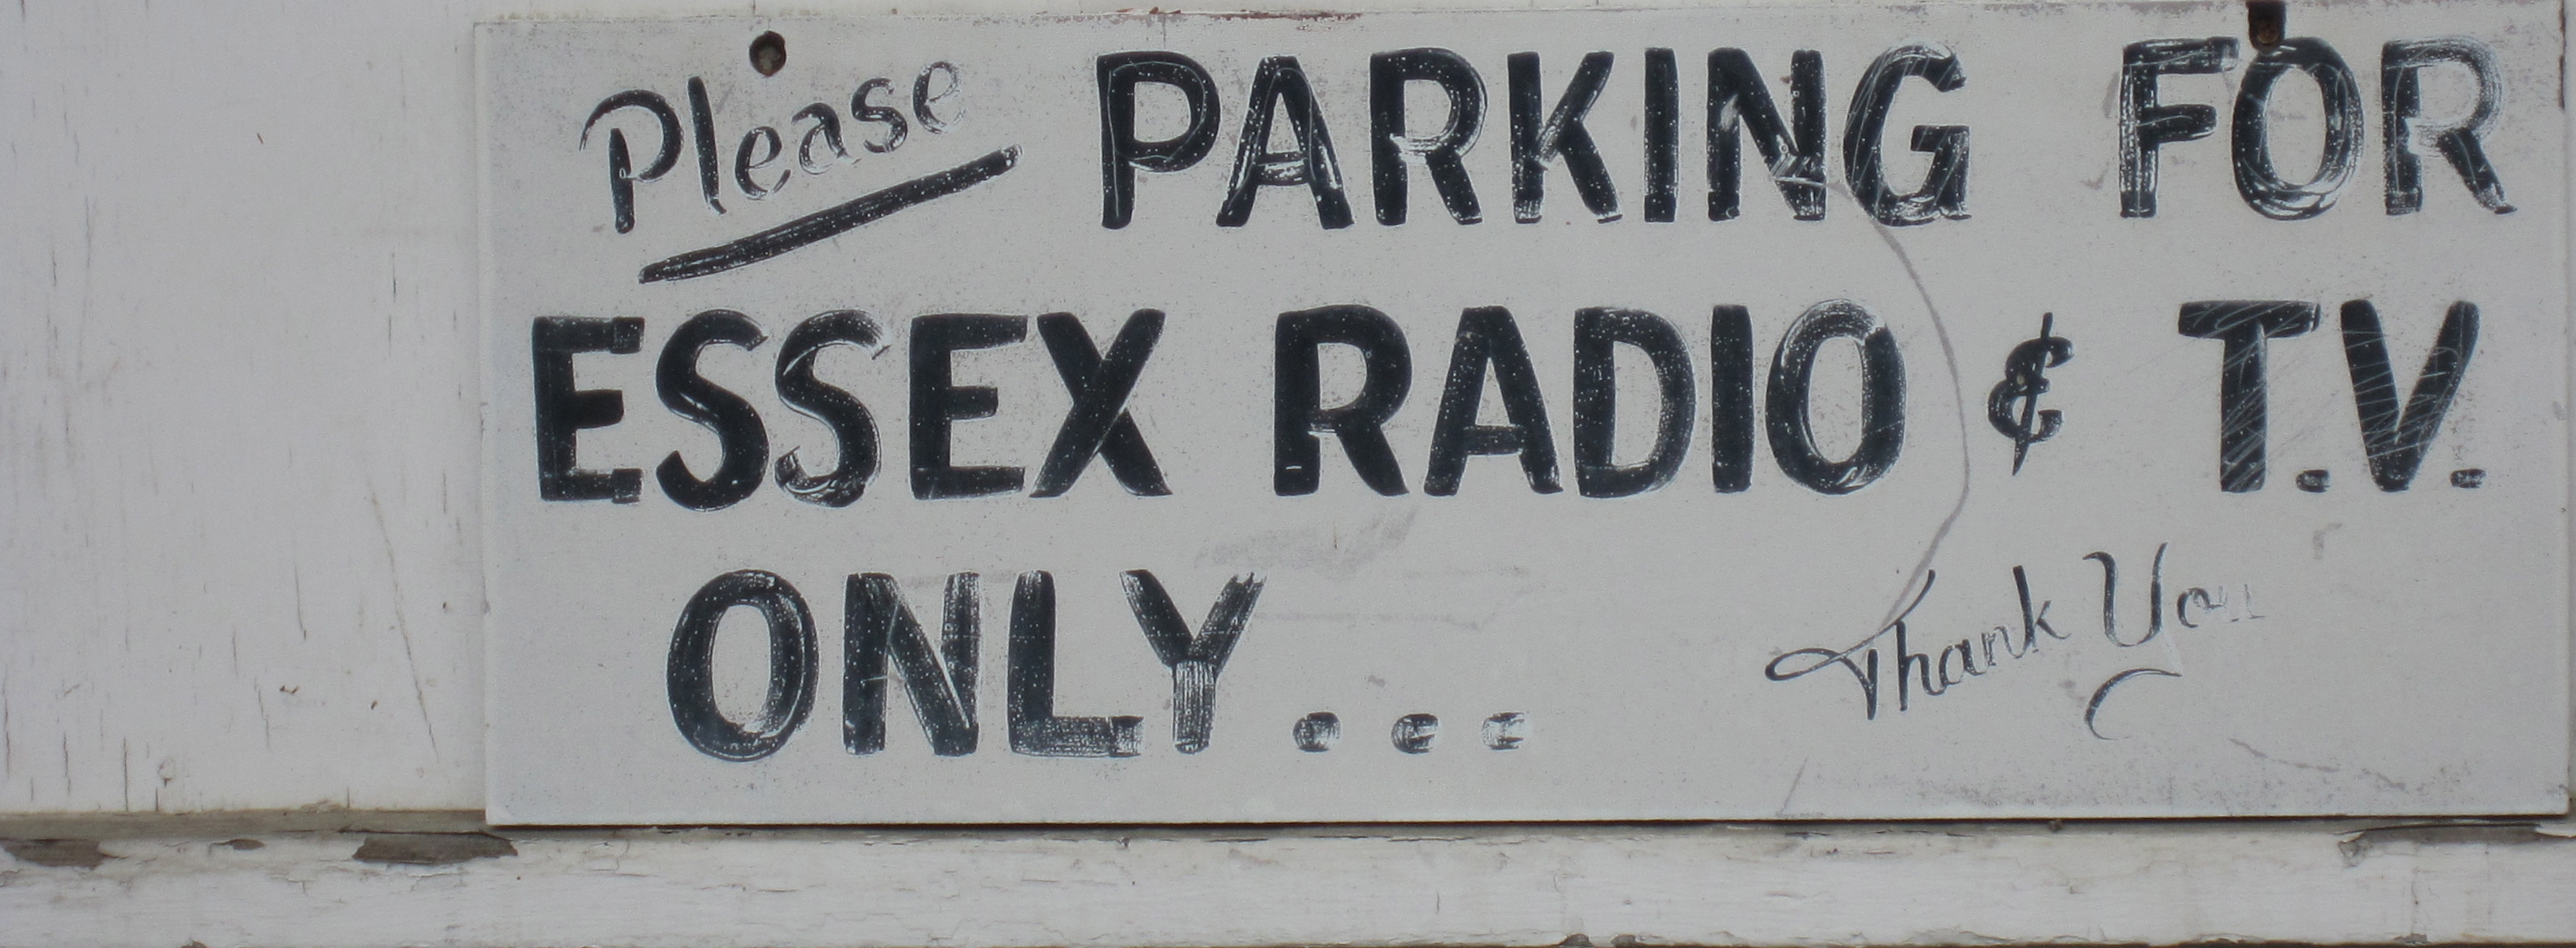 Please PARKING FOR
ESSEX RADIO & T.V.
ONLY...
Thank You